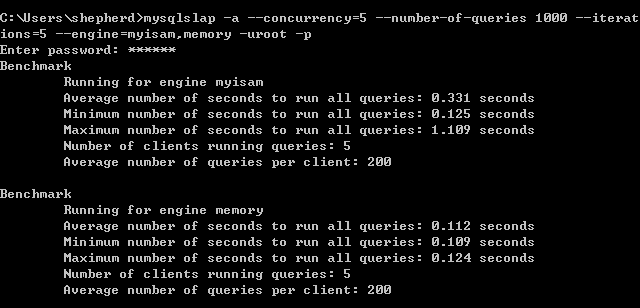 C:\Users\shepherd>mysqlslap -a --concurrency=5 --number-of-queries 1000 --iterat
ions=5 --engine=myisam,memory -uroot -p
Enter password: ******
Benchmark
Running for engine myisam
Average number of seconds to run all queries: 0.331 seconds
Minimum number of seconds to run all queries: 0.125 seconds
Maximum number of seconds to run all queries: 1.109 seconds
Number of clients running queries: 5
Average number of queries per client: 200
Benchmark
Running for engine memory
Average number of seconds to run all queries: 0.112 seconds
Minimum number of seconds to run all queries: 0.109 seconds
Maximum number of seconds to run all queries: 0.124 seconds
Number of clients running queries: 5
Average number of queries per client: 200